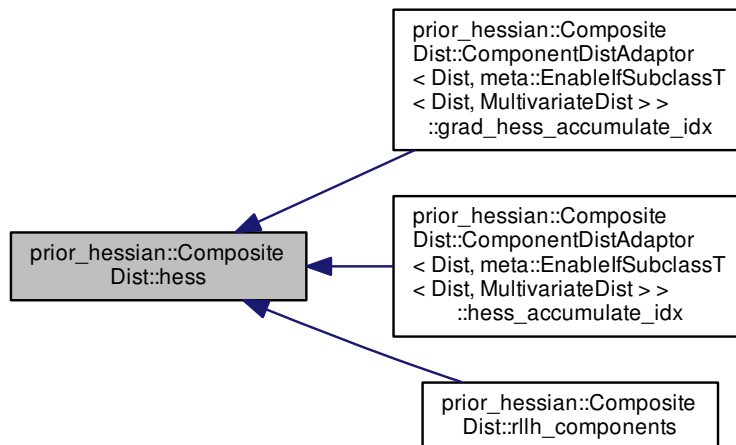 prior_hessian::Composite
Dist::ComponentDistAdaptor
< Dist, meta::EnableIfSubclassT
< Dist, MultivariateDist > >
::grad_hess_accumulate_idx
prior_hessian::Composite
Dist::hess
prior_hessian::Composite
Dist::ComponentDistAdaptor
< Dist, meta::EnableIfSubclassT
< Dist, MultivariateDist > >
::hess_accumulate_idx
prior_hessian::Composite
Dist::rllh_components